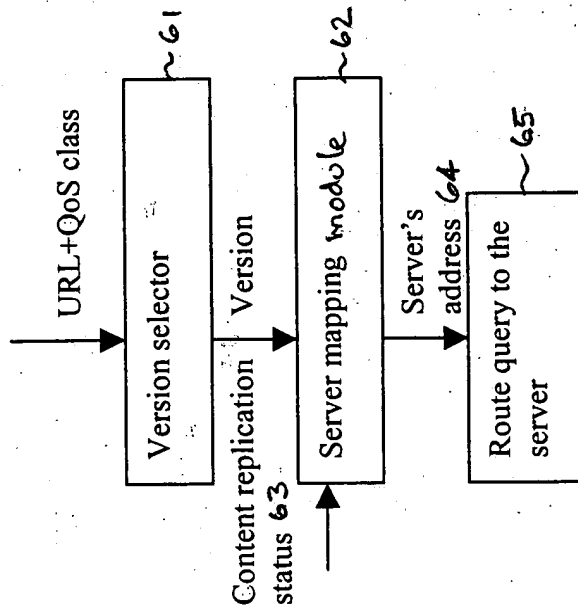 URL+QoS class
61
Version selector
Version
62
Content replication
status 63
Server mapping module
Server's
address 64
65
Route query to the
server